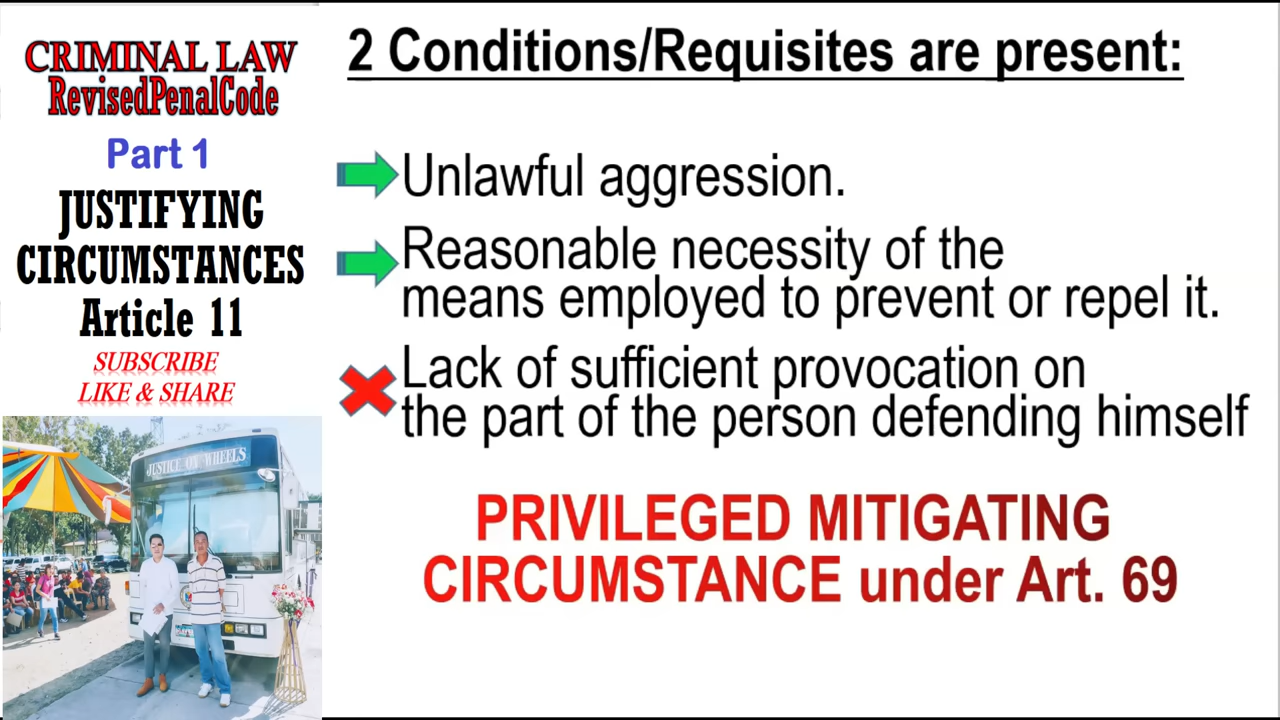 CRIMINAL LAW
RevisedPenalCode
Part 1
JUSTIFYING
CIRCUMSTANCES
Article 11
SUBSCRIBE
LIKE & SHARE
JUSTICE ON WHEELS
2 Conditions/Requisites are present:
Unlawful aggression.
Reasonable necessity of the
means employed to prevent or repel it.
Lack of sufficient provocation on
the part of the person defending himself
PRIVILEGED MITIGATING
CIRCUMSTANCE under Art. 69